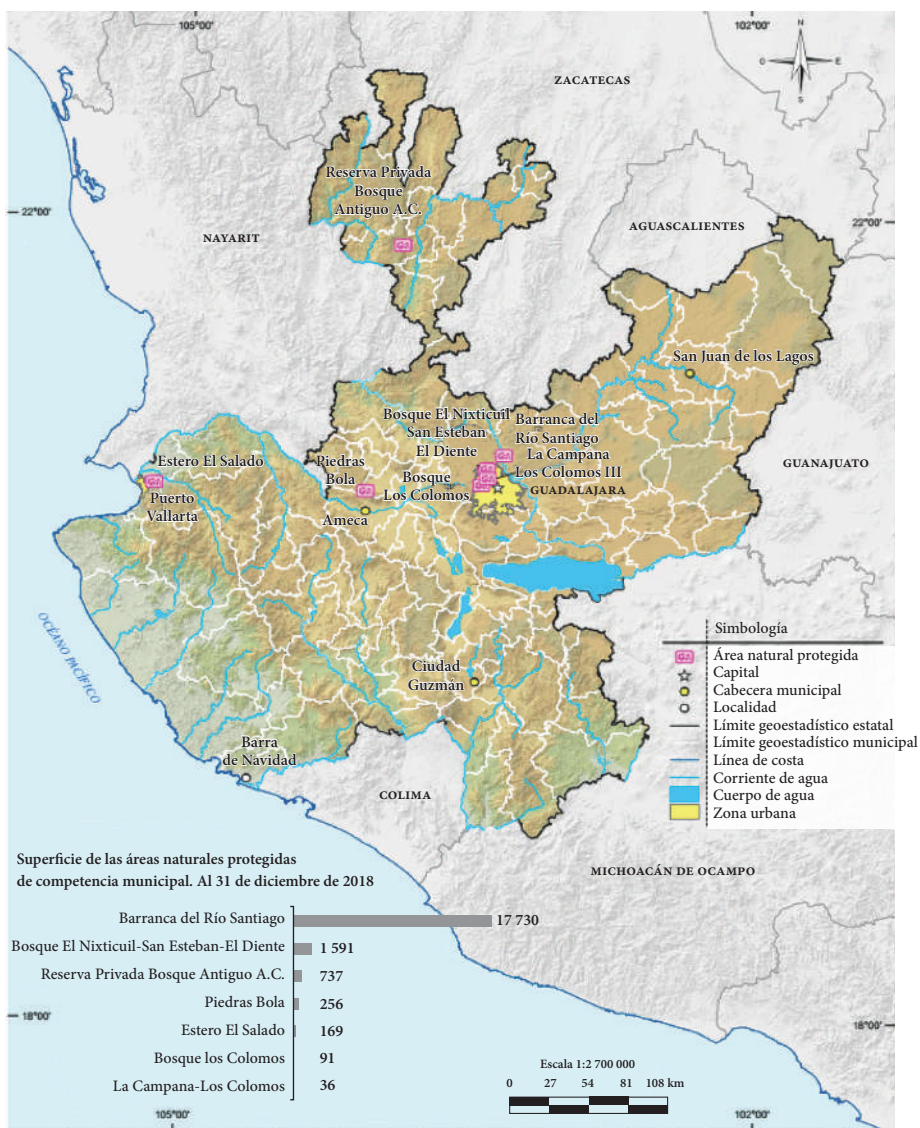 105°00'
102°00'
N
O
E
S
ZACATECAS
Reserva Privada
Bosque
Antiguo A.C.
22°00'
22°00'
NAYARIT
AGUASCALIENTES
San Juan de los Lagos
Bosque El Nixticuil
San Esteban
El Diente
Barranca del
Río Santiago
La Campana
Los Colomos III
GUANAJUATO
Estero El Salado
Piedras
Bola
Bosque
Los Colomos
GUADALAJARA
Puerto
Vallarta
Ameca
OCÉANO PACÍFICO
Ciudad
Guzmán
Barra
de Navidad
COLIMA
MICHOACÁN DE OCAMPO
Simbología
Área natural protegida
Capital
Cabecera municipal
Localidad
Límite geoestadístico estatal
Límite geoestadístico municipal
Línea de costa
Corriente de agua
Cuerpo de agua
Zona urbana
Superficie de las áreas naturales protegidas
de competencia municipal. Al 31 de diciembre de 2018
Barranca del Río Santiago 17 730
Bosque El Nixticuil-San Esteban-El Diente 1 591
Reserva Privada Bosque Antiguo A.C. 737
Piedras Bola 256
Estero El Salado 169
Bosque los Colomos 91
La Campana-Los Colomos 36
18°00'
18°00'
Escala 1:2 700 000
0 27 54 81 108 km
105°00'
102°00'